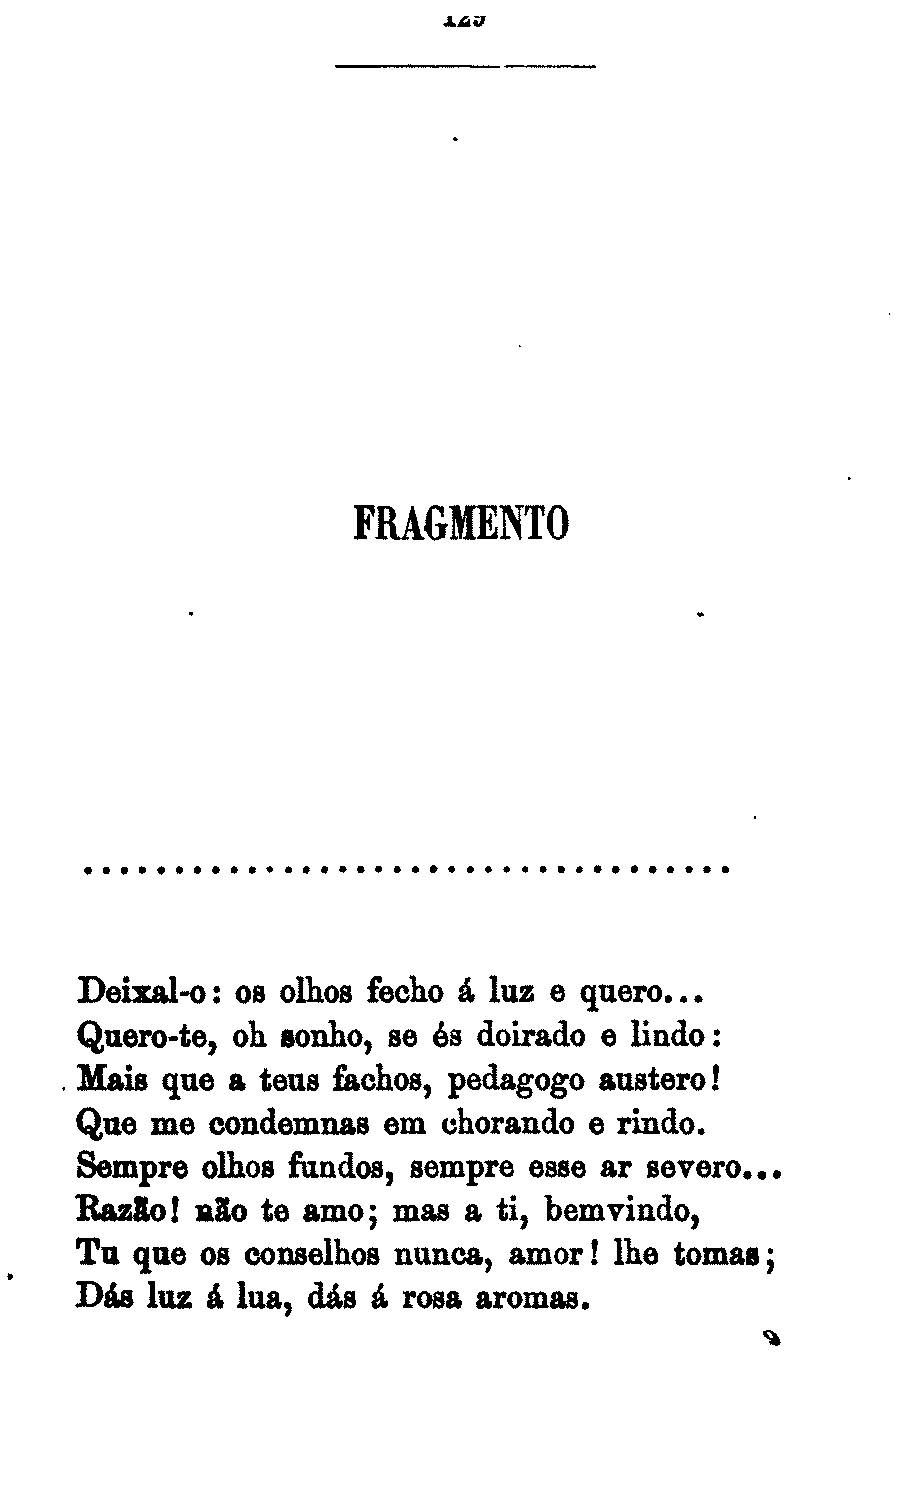 129
FRAGMENTO
....................................
Deixal-o: os olhos fecho á luz e quero...
Quero-te, oh sonho, se és doirado e lindo:
Mais que a teus fachos, pedagogo austero!
Que me condemnas em chorando e rindo.
Sempre olhos fundos, sempre esse ar severo...
Razão! não te amo; mas a ti, bemvindo,
Tu que os conselhos nunca, amor! lhe tomas;
Dás luz á lua, dás á rosa aromas.
9